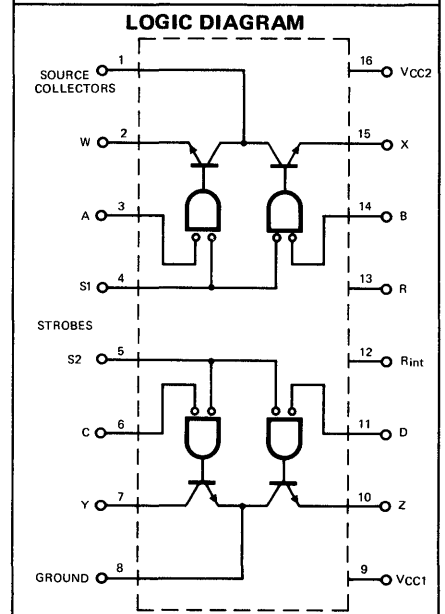 LOGIC DIAGRAM
SOURCE COLLECTORS 1
16 VCC2
W 2
15 X
A 3
14 B
S1 4
13 R
STROBES
S2 5
12 Rint
C 6
11 D
Y 7
10 Z
GROUND 8
9 VCC1